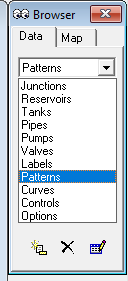 Browser
Data Map
Patterns
Junctions
Reservoirs
Tanks
Pipes
Pumps
Valves
Labels
Patterns
Curves
Controls
Options